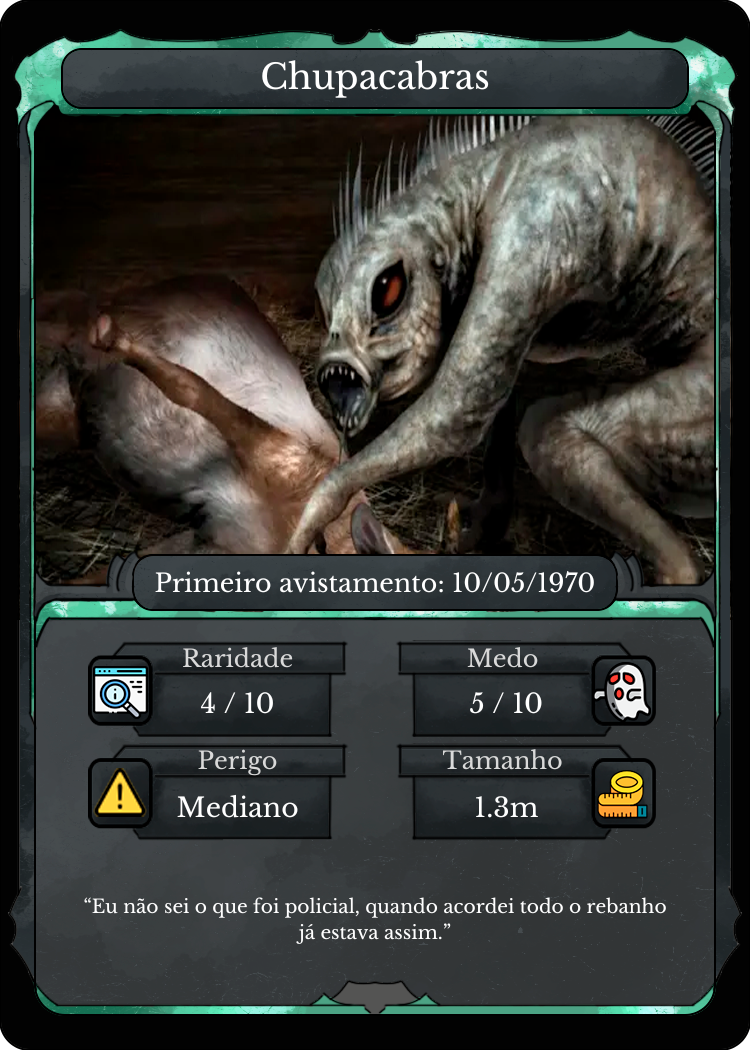 Chupacabras
Primeiro avistamento: 10/05/1970
Raridade
4 / 10
Medo
5 / 10
Perigo
Mediano
Tamanho
1.3m
“Eu não sei o que foi policial, quando acordei todo o rebanho
já estava assim.”